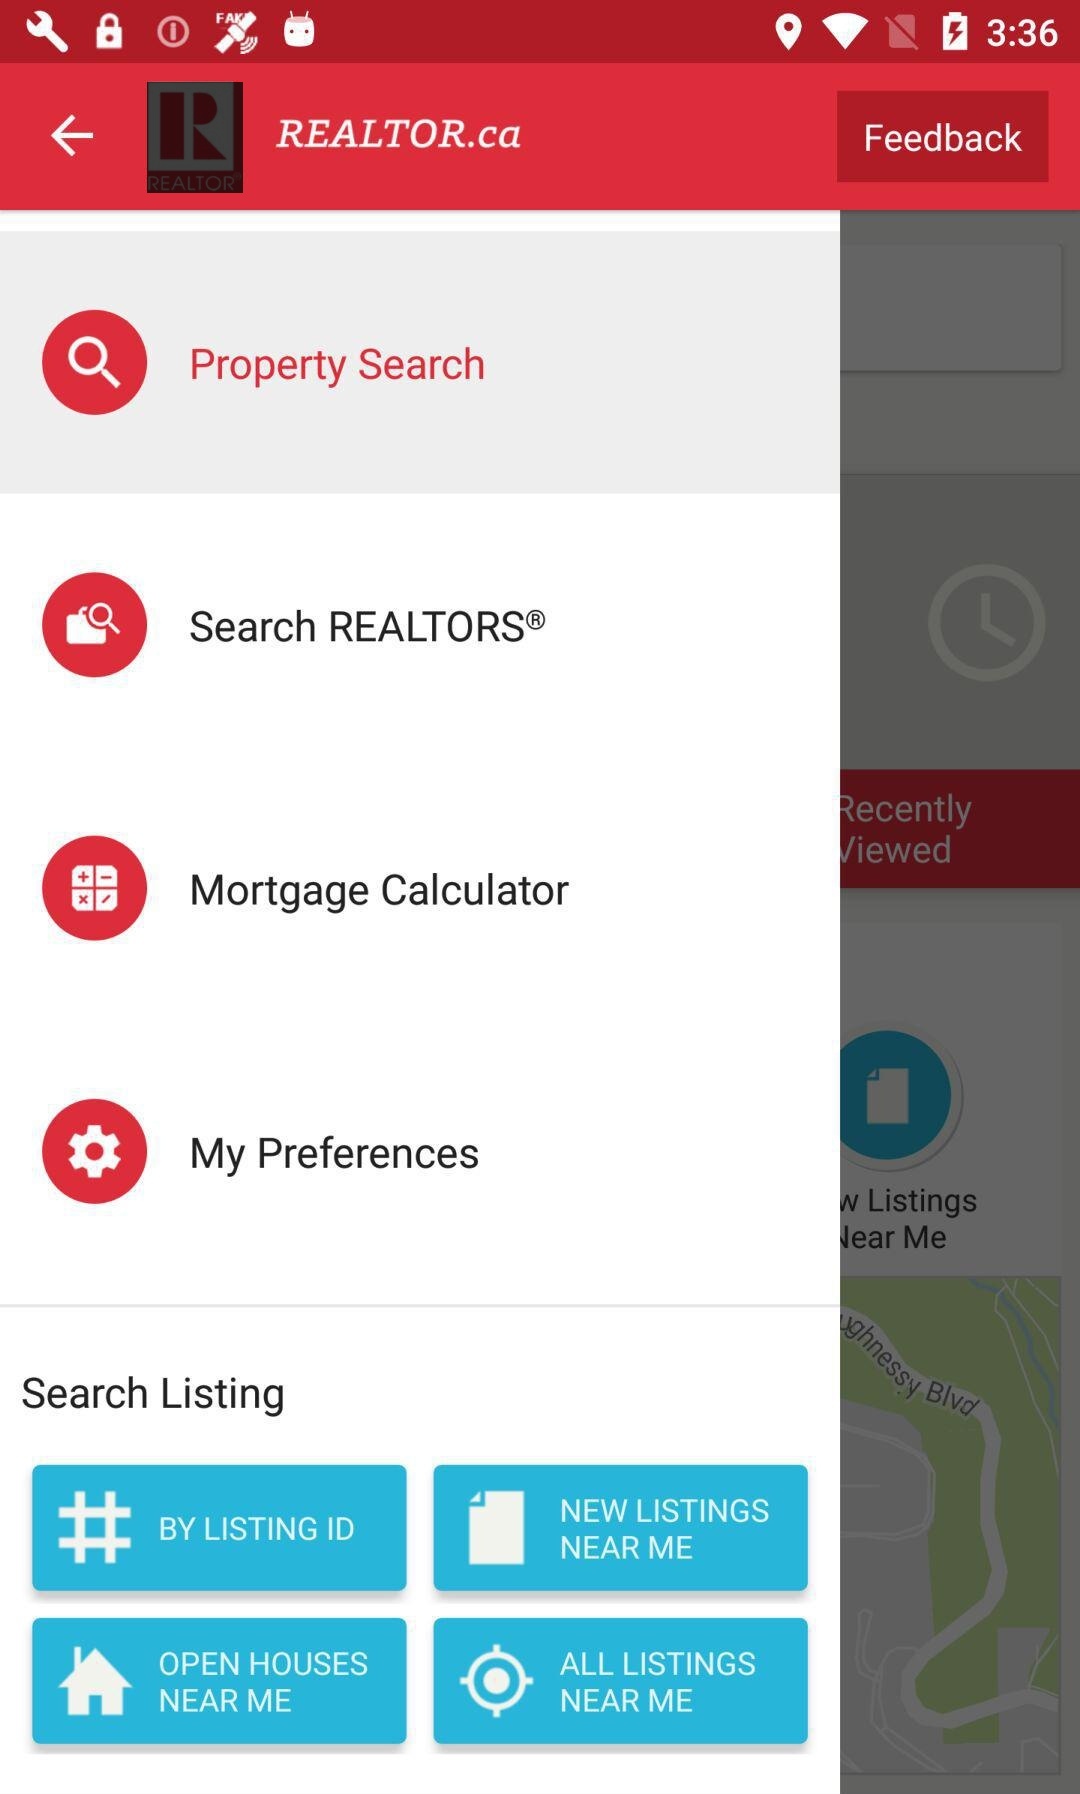 FAKE
3:36
REALTOR®
REALTOR.ca
Feedback
Property Search
Search REALTORS®
Mortgage Calculator
My Preferences
Recently
Viewed
Listings
Near Me
Search Listing
BY LISTING ID
NEW LISTINGS
NEAR ME
OPEN HOUSES
NEAR ME
ALL LISTINGS
NEAR ME
Blvd